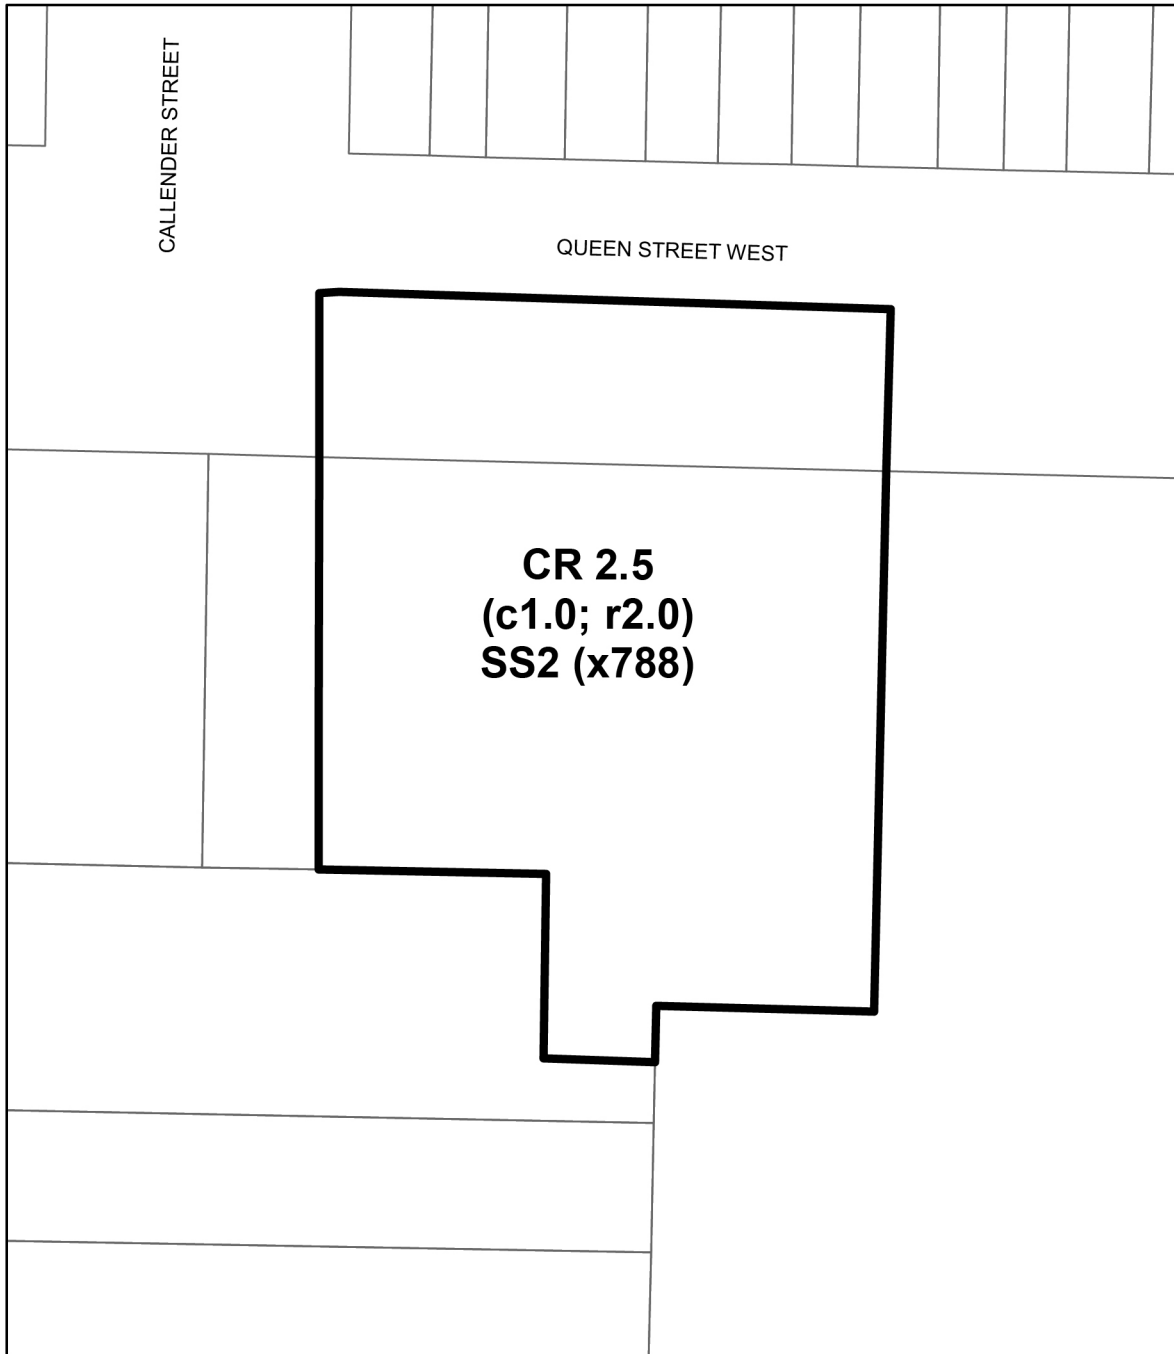 CALLENDER STREET
QUEEN STREET WEST
CR 2.5
(c1.0; r2.0)
SS2 (x788)